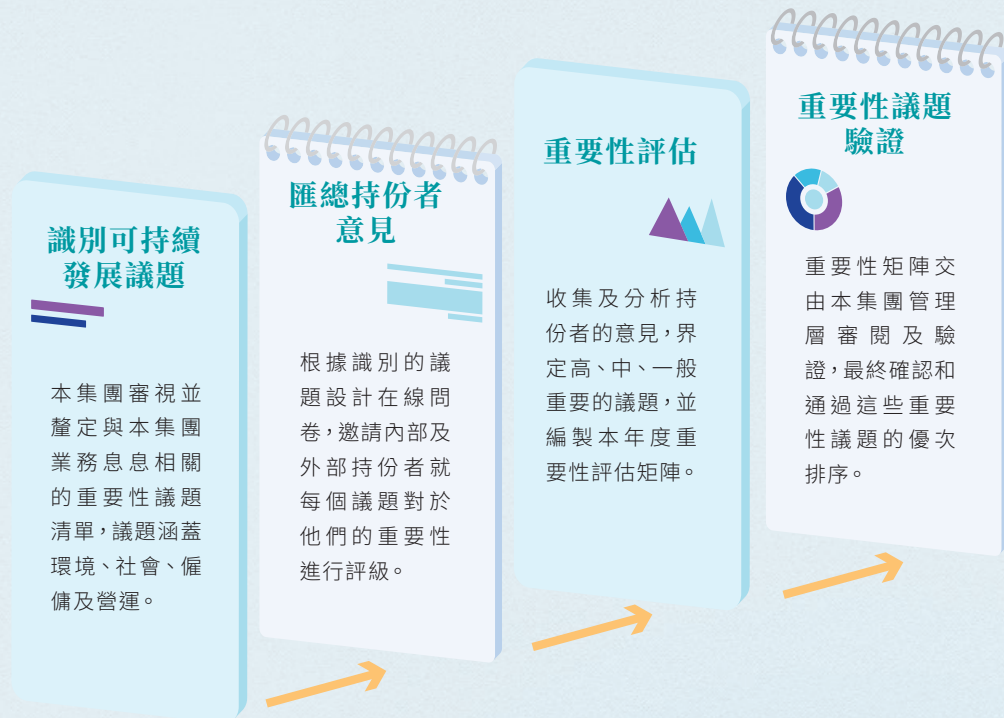 識別可持續
發展議題
本集團審視並
釐定與本集團
業務息息相關
的重要性議題
清單，議題涵蓋
環境、社會、僱
傭及營運。
匯總持份者
意見
根據識別的議
題設計在線問
卷，邀請內部及
外部持份者就
每個議題對於
他們的重要性
進行評級。
重要性評估
收集及分析持
份者的意見，界
定高、中、一般
重要的議題，並
編製本年度重
要性評估矩陣。
重要性議題
驗證
重要性矩陣交
由本集團管理
層審閱及驗
證，最終確認和
通過這些重要
性議題的優次
排序。